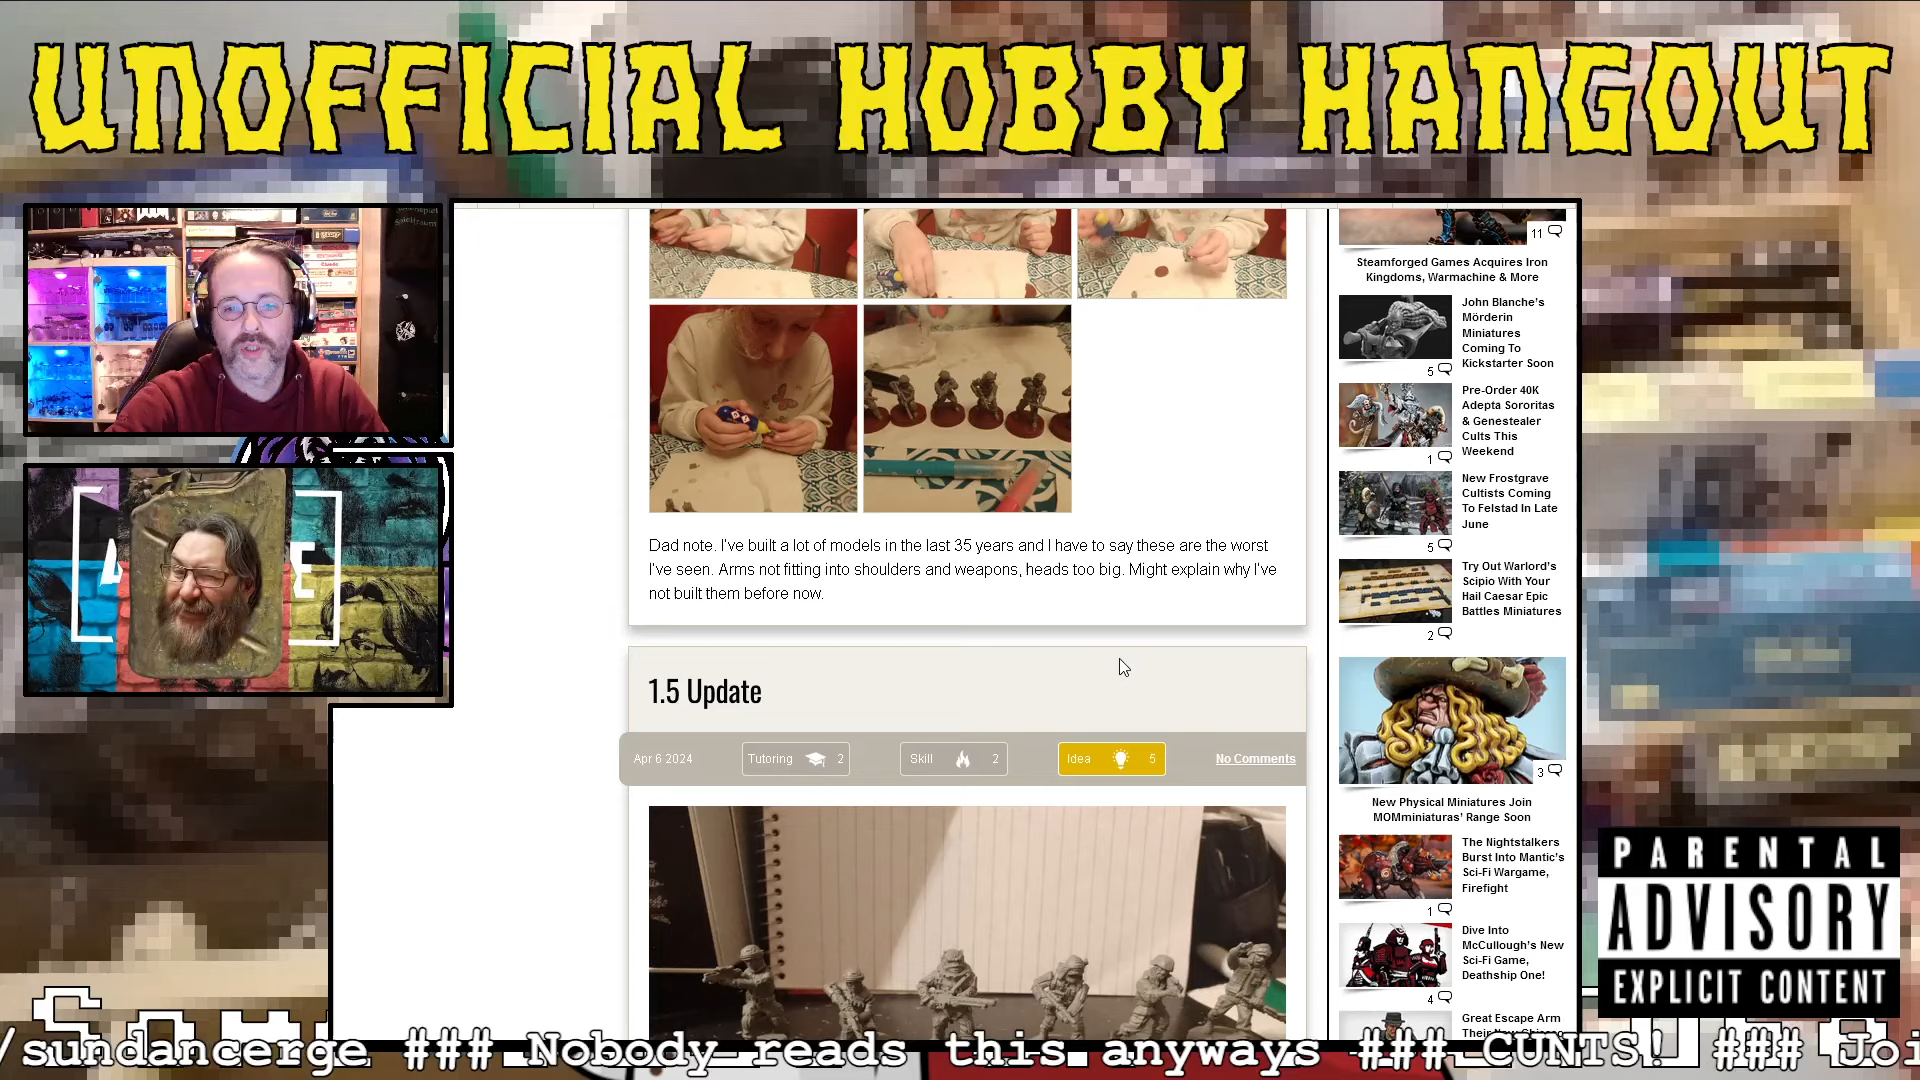 UNOFFICIAL HOBBY HANGOUT
11
Steamforged Games Acquires Iron
Kingdoms, Warmachine & More
John Blanche's
Mörderin
Miniatures
Coming To
Kickstarter Soon
5
Pre-Order 40K
Adepta Sororitas
& Genestealer
Cults This
Weekend
1
New Frostgrave
Cultists Coming
To Felstad In Late
June
5
Try Out Warlord's
Scipio With Your
Hail Caesar Epic
Battles Miniatures
2
Dad note. I've built a lot of models in the last 35 years and I have to say these are the worst
I've seen. Arms not fitting into shoulders and weapons, heads too big. Might explain why I've
not built them before now.
1.5 Update
Apr 6 2024
Tutoring 2
Skill 2
Idea 5
No Comments
3
New Physical Miniatures Join
MOMminiaturas' Range Soon
The Nightstalkers
Burst Into Mantic's
Sci-Fi Wargame,
Firefight
1
Dive Into
McCullough's New
Sci-Fi Game,
Deathship One!
4
Great Escape Arm
PARENTAL
ADVISORY
EXPLICIT CONTENT
/sundancerge ### Nobody reads this anyways ### CUNTS! ### Joi